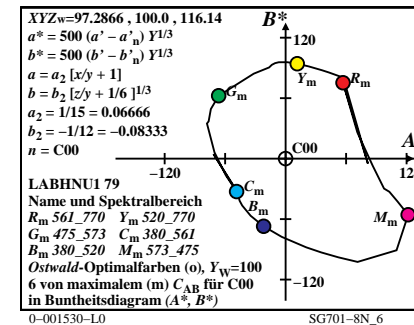 XYZw=97.2866 , 100.0 , 116.14
a* = 500 (a' − a'n) Y1/3
b* = 500 (b' − b'n) Y1/3
a = a2 [x/y + 1]
b = b2 [z/y + 1/6 ]1/3
a2 = 1/15 = 0.06666
b2 = −1/12 = −0.08333
n = C00
B*
120
Ym
Rm
Gm
C00
A
−120
12
LABHNU1 79
Name und Spektralbereich
Rm 561_770 Ym 520_770
Gm 475_573 Cm 380_561
Bm 380_520 Mm 573_475
Ostwald-Optimalfarben (o), YW=100
6 von maximalem (m) CAB für C00
in Buntheitsdiagram (A*, B*)
Cm
Bm
Mm
−120
0−001530−L0
SG701−8N_6